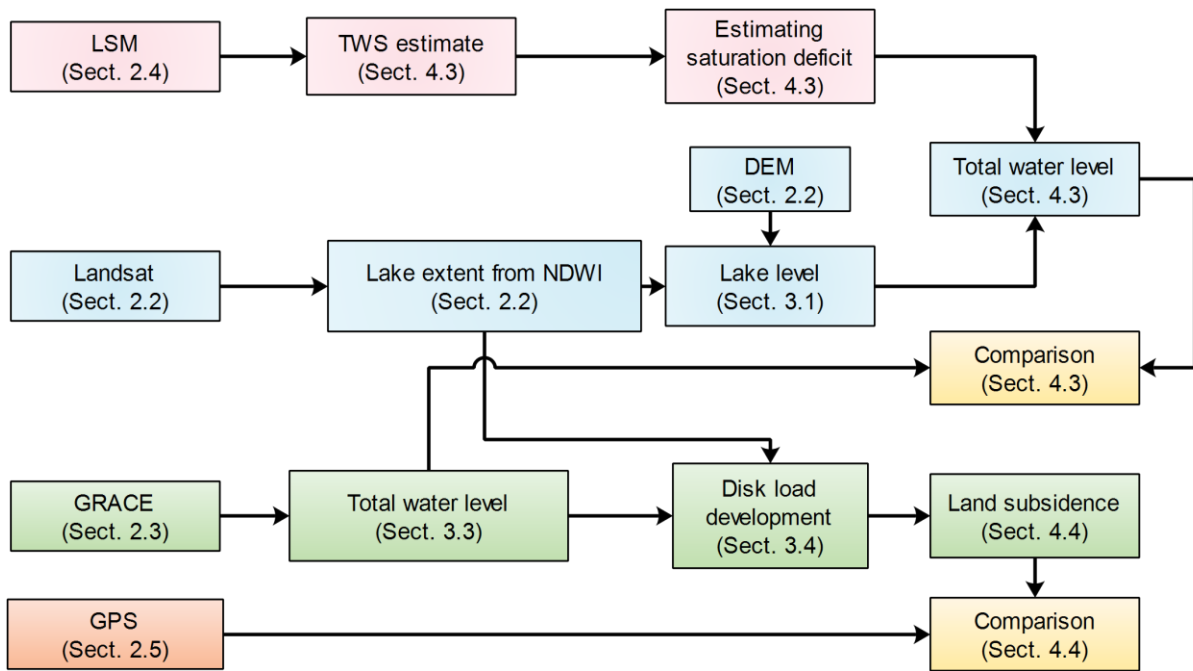 LSM
(Sect. 2.4)
TWS estimate
(Sect. 4.3)
Estimating
saturation deficit
(Sect. 4.3)
DEM
(Sect. 2.2)
Total water level
(Sect. 4.3)
Landsat
(Sect. 2.2)
Lake extent from NDWI
(Sect. 2.2)
Lake level
(Sect. 3.1)
Comparison
(Sect. 4.3)
GRACE
(Sect. 2.3)
Total water level
(Sect. 3.3)
Disk load
development
(Sect. 3.4)
Land subsidence
(Sect. 4.4)
GPS
(Sect. 2.5)
Comparison
(Sect. 4.4)